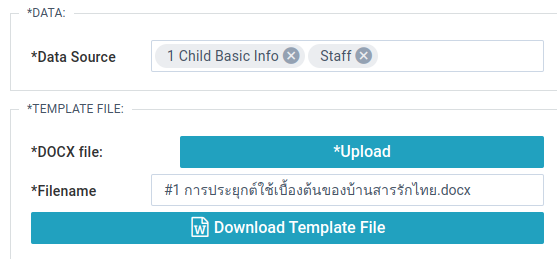 *DATA:
*Data Source 1 Child Basic Info Staff
*TEMPLATE FILE:
*DOCX file: *Upload
*Filename #1 การประยุกต์ใช้เบื้องต้นของบ้านสารรักไทย.docx
Download Template File